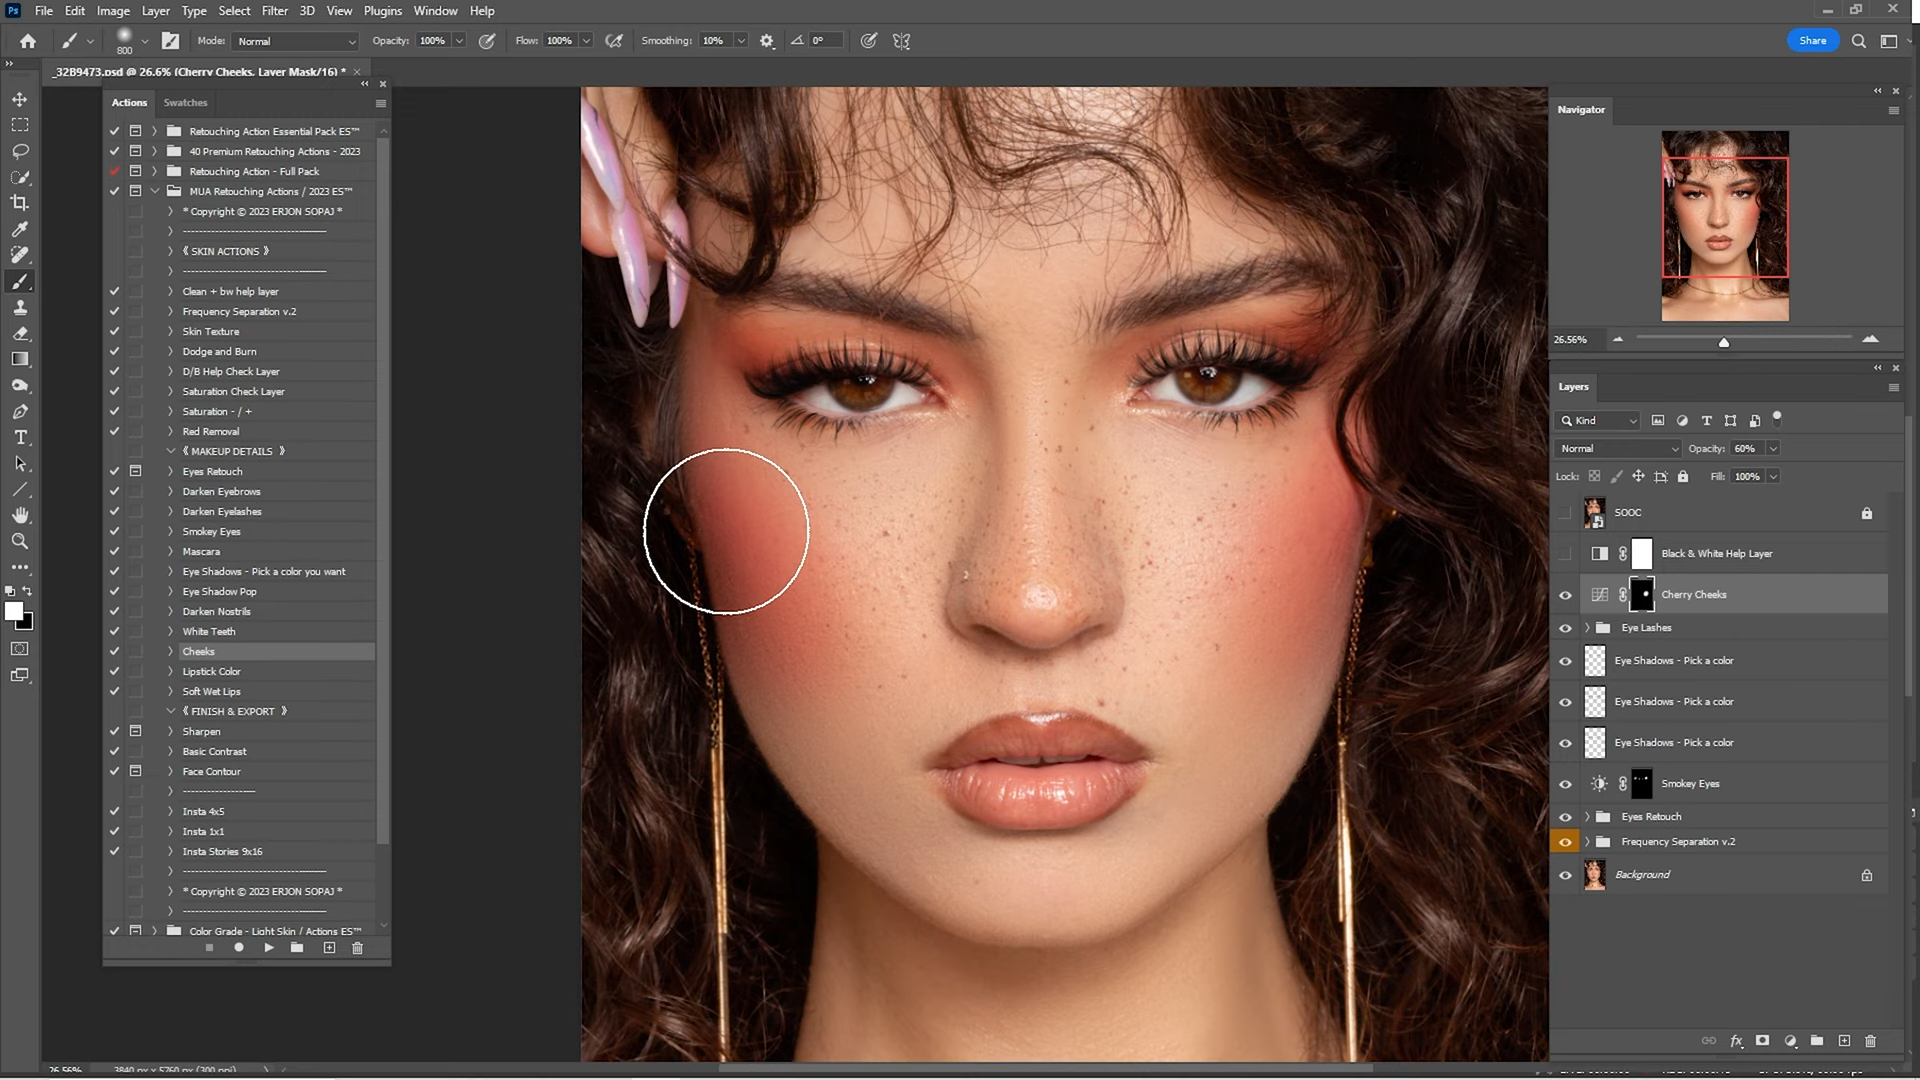 Ps File Edit Image Layer Type Select Filter 3D View Plugins Window Help
800 Mode: Normal Opacity: 100% Flow: 100% Smoothing: 10% 0° Share
_32B9473.psd @ 26.6% (Cherry Cheeks, Layer Mask/16) *
Actions Swatches
Retouching Action Essential Pack ES™
40 Premium Retouching Actions - 2023
Retouching Action - Full Pack
MUA Retouching Actions / 2023 ES™
* Copyright © 2023 ERJON SOPAJ *
------------------------------------
《 SKIN ACTIONS 》
------------------------------------
Clean + bw help layer
Frequency Separation v.2
Skin Texture
Dodge and Burn
D/B Help Check Layer
Saturation Check Layer
Saturation - / +
Red Removal
《 MAKEUP DETAILS 》
Eyes Retouch
Darken Eyebrows
Darken Eyelashes
Smokey Eyes
Mascara
Eye Shadows - Pick a color you want
Eye Shadow Pop
Darken Nostrils
White Teeth
Cheeks
Lipstick Color
Soft Wet Lips
《 FINISH & EXPORT 》
Sharpen
Basic Contrast
Face Contour
------------------
Insta 4x5
Insta 1x1
Insta Stories 9x16
------------------------------------
* Copyright © 2023 ERJON SOPAJ *
------------------------------------
Color Grade - Light Skin / Actions ES™
Navigator
26.56%
Layers
Kind
Normal Opacity: 60%
Lock: Fill: 100%
SOOC
Black & White Help Layer
Cherry Cheeks
Eye Lashes
Eye Shadows - Pick a color
Eye Shadows - Pick a color
Eye Shadows - Pick a color
Smokey Eyes
Eyes Retouch
Frequency Separation v.2
Background
fx
26.56% 3840 px x 5760 px (300 ppi)